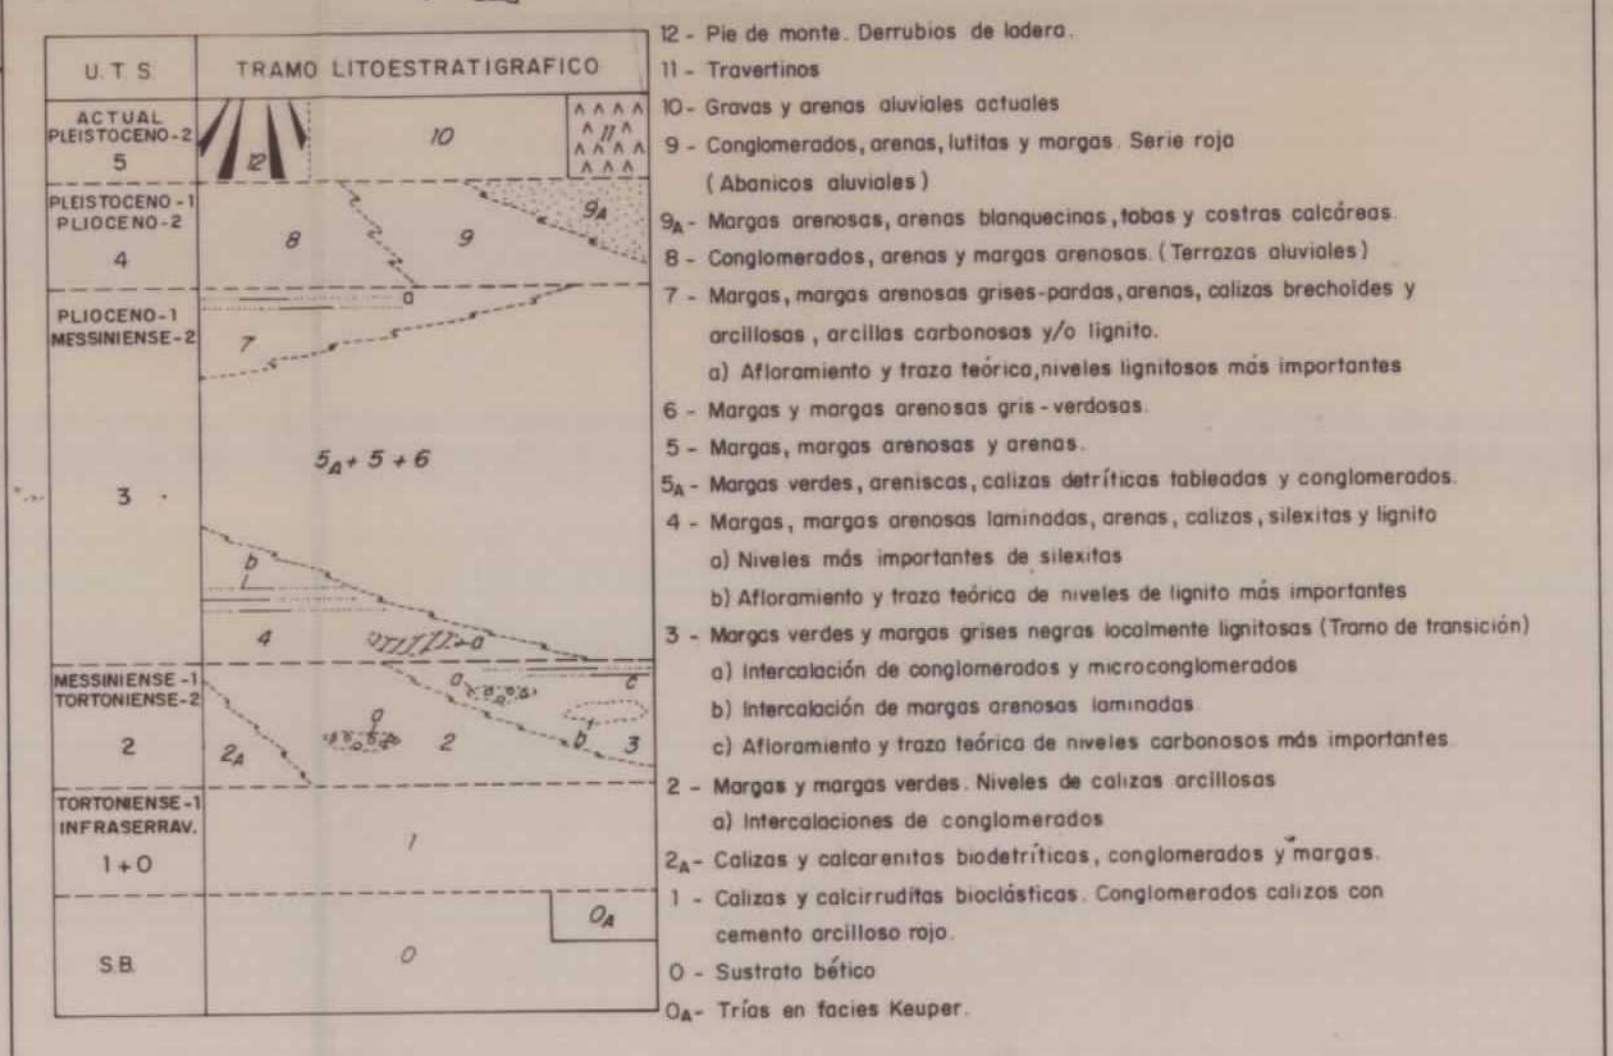 U. T. S.
TRAMO LITOESTRATIGRAFICO
ACTUAL
PLEISTOCENO-2
5
12
10
11
PLEISTOCENO-1
PLIOCENO-2
4
8
9
9A
PLIOCENO-1
MESSINIENSE-2
3
a
7
5A+ 5 + 6
b
4
a
MESSINIENSE-1
TORTONIENSE-2
2
2A
a
2
a
c
b
3
TORTONIENSE-1
INFRASERRAV.
1+0
1
S.B.
0
0A
12 - Pie de monte. Derrubios de ladera.
11 - Travertinos
10 - Gravas y arenas aluviales actuales
9 - Conglomerados, arenas, lutitas y margas. Serie roja
(Abanicos aluviales)
9A - Margas arenosas, arenas blanquecinas, tobas y costras calcáreas.
8 - Conglomerados, arenas y margas arenosas. (Terrazas aluviales)
7 - Margas, margas arenosas grises-pardas, arenas, calizas brechoides y
arcillosas, arcillas carbonosas y/o lignito.
a) Afloramiento y traza teórica, niveles lignitosos más importantes
6 - Margas y margas arenosas gris-verdosas.
5 - Margas, margas arenosas y arenas.
5A - Margas verdes, areniscas, calizas detríticas tableadas y conglomerados.
4 - Margas, margas arenosas laminadas, arenas, calizas, silexitas y lignito
a) Niveles más importantes de silexitas
b) Afloramiento y traza teórica de niveles de lignito más importantes
3 - Margas verdes y margas grises negras localmente lignitosas (Tramo de transición)
a) Intercalación de conglomerados y microconglomerados
b) Intercalación de margas arenosas laminadas
c) Afloramiento y traza teórica de niveles carbonosos más importantes
2 - Margas y margas verdes. Niveles de calizas arcillosas
a) Intercalaciones de conglomerados
2A - Calizas y calcarenitas biodetríticas, conglomerados y margas.
1 - Calizas y calcirruditas bioclásticas. Conglomerados calizos con
cemento arcilloso rojo.
0 - Sustrato bético
0A - Trías en facies Keuper.